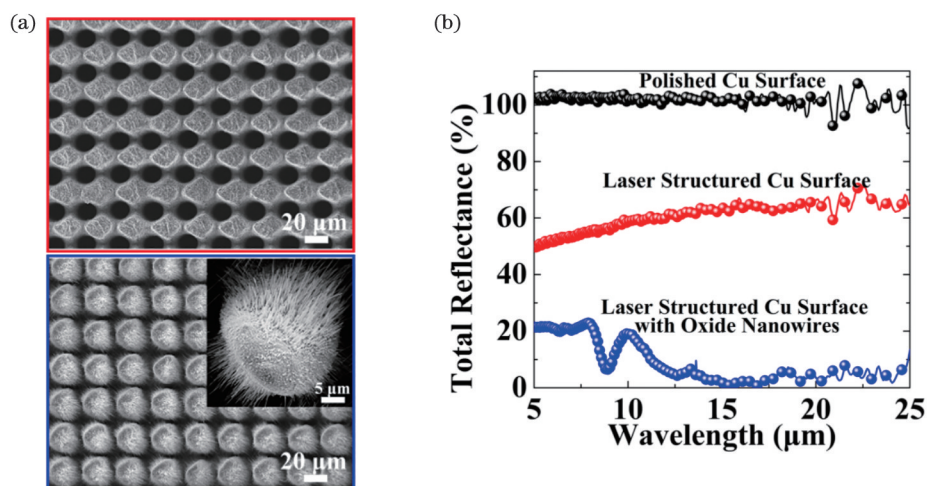 (a)
20 μm
5 μm
20 μm
(b)
Total Reflectance (%)
100
80
60
40
20
0
Polished Cu Surface
Laser Structured Cu Surface
Laser Structured Cu Surface
with Oxide Nanowires
5
10
15
20
25
Wavelength (μm)